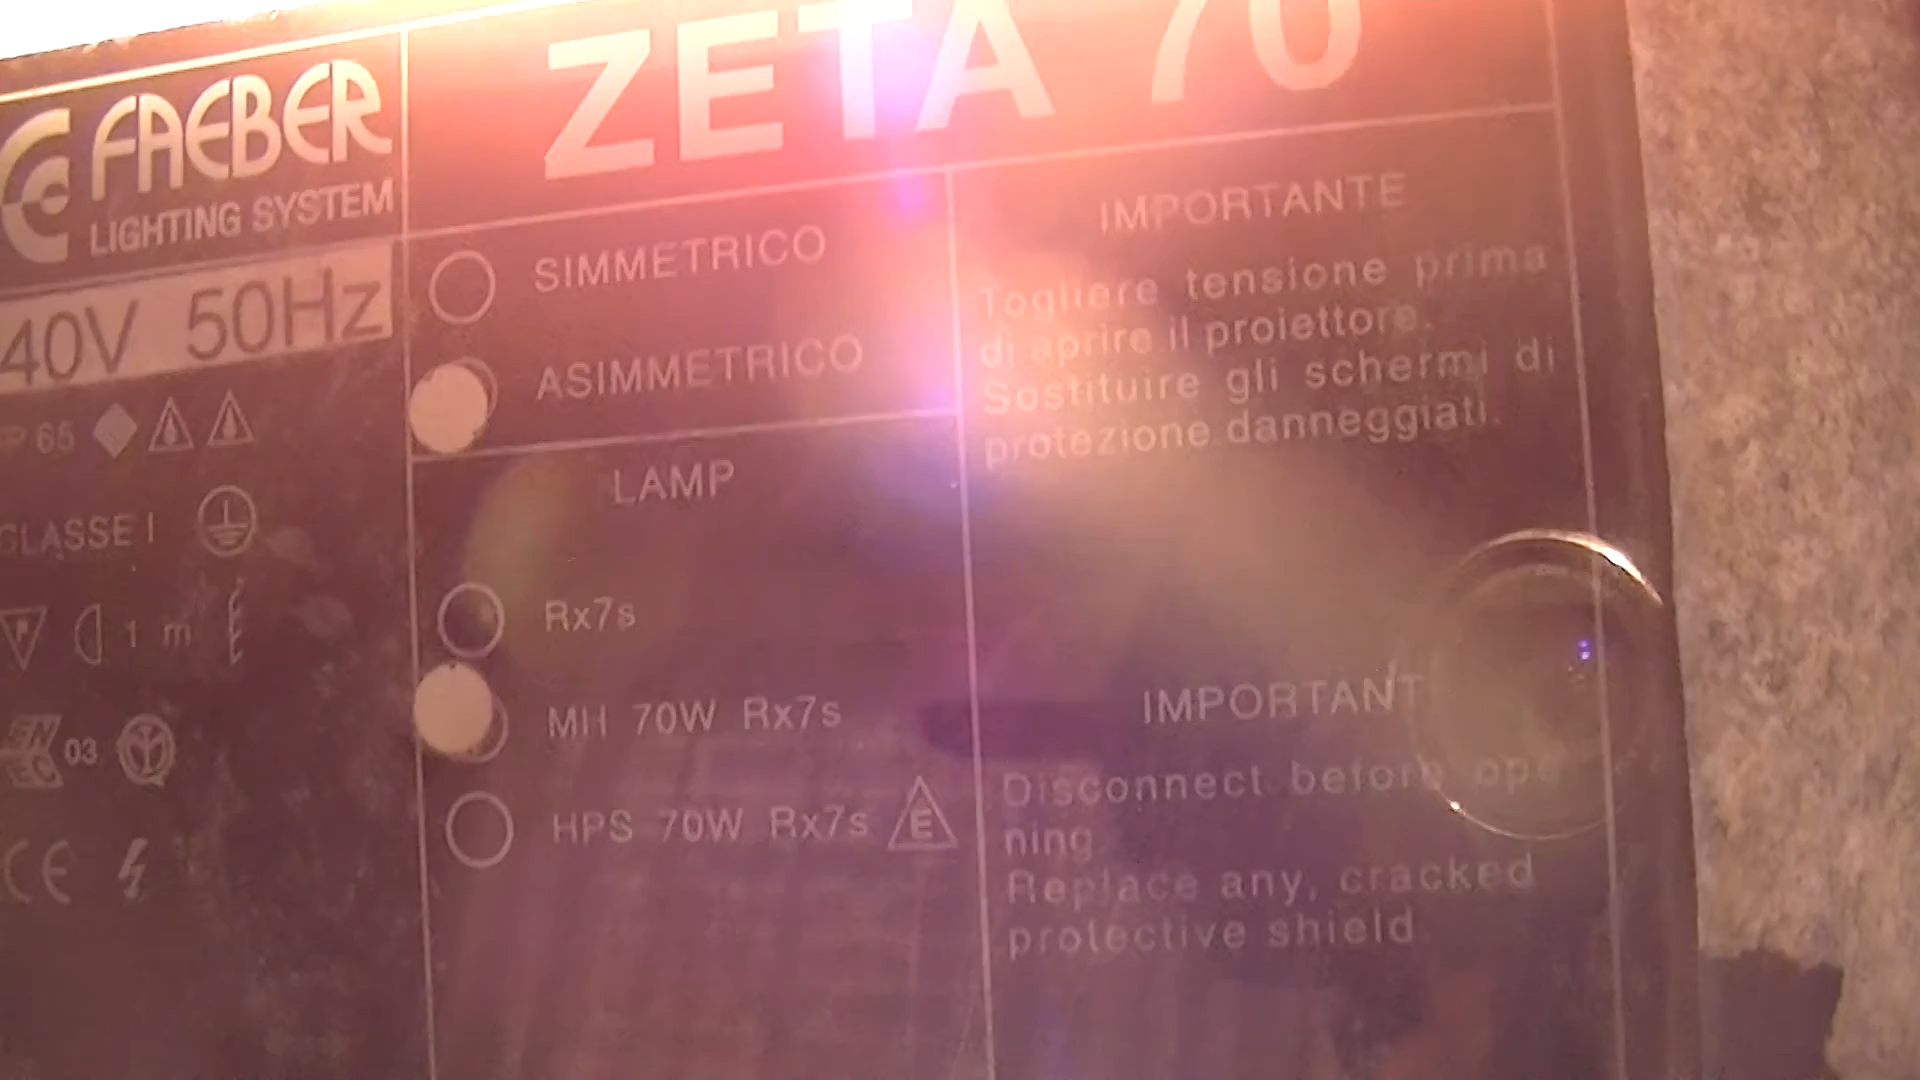 FAEBER
LIGHTING SYSTEM
40V 50Hz
65
CLASSE I
1 m
EN
EC
03
CE
ZETA 70
SIMMETRICO
ASIMMETRICO
LAMP
Rx7s
MH 70W Rx7s
HPS 70W Rx7s E
IMPORTANTE
Togliere tensione prima
di aprire il proiettore.
Sostituire gli schermi di
protezione danneggiati.
IMPORTANT
Disconnect before ope
ning
Replace any, cracked
protective shield.